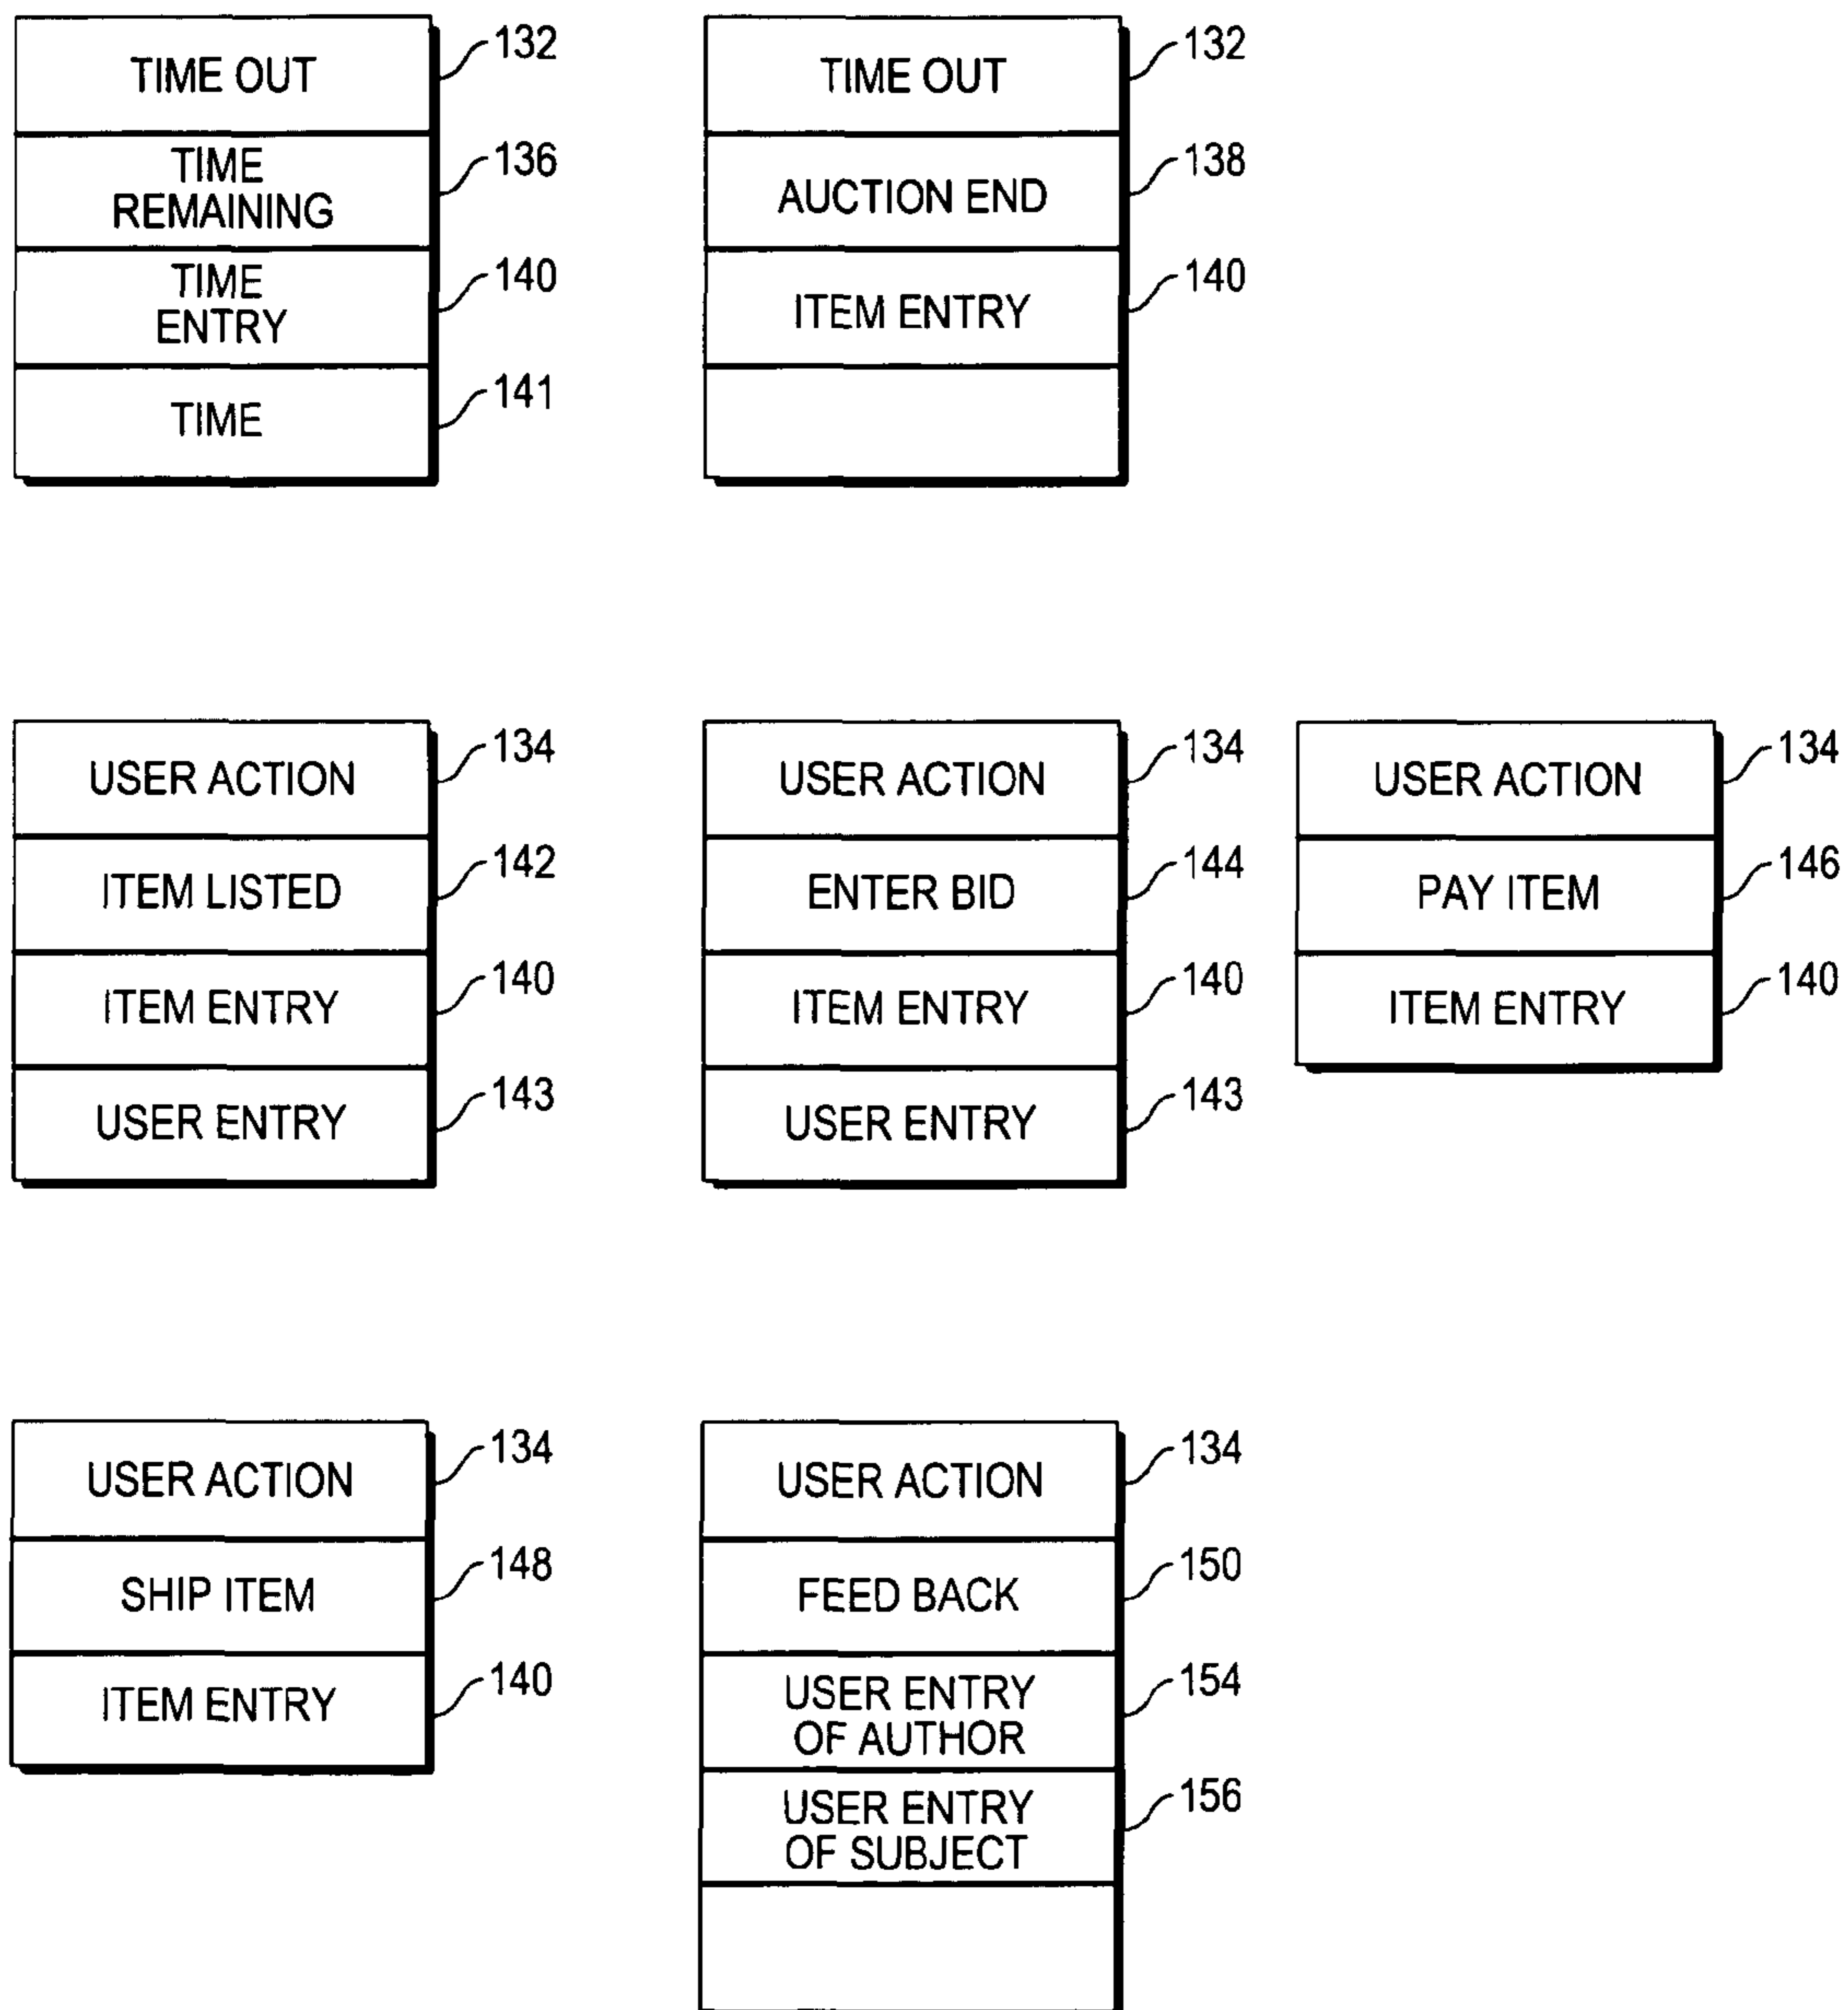 TIME OUT
132
TIME
REMAINING
136
TIME
ENTRY
140
TIME
141
TIME OUT
132
AUCTION END
138
ITEM ENTRY
140
USER ACTION
134
ITEM LISTED
142
ITEM ENTRY
140
USER ENTRY
143
USER ACTION
134
ENTER BID
144
ITEM ENTRY
140
USER ENTRY
143
USER ACTION
134
PAY ITEM
146
ITEM ENTRY
140
USER ACTION
134
SHIP ITEM
148
ITEM ENTRY
140
USER ACTION
134
FEED BACK
150
USER ENTRY
OF AUTHOR
154
USER ENTRY
OF SUBJECT
156